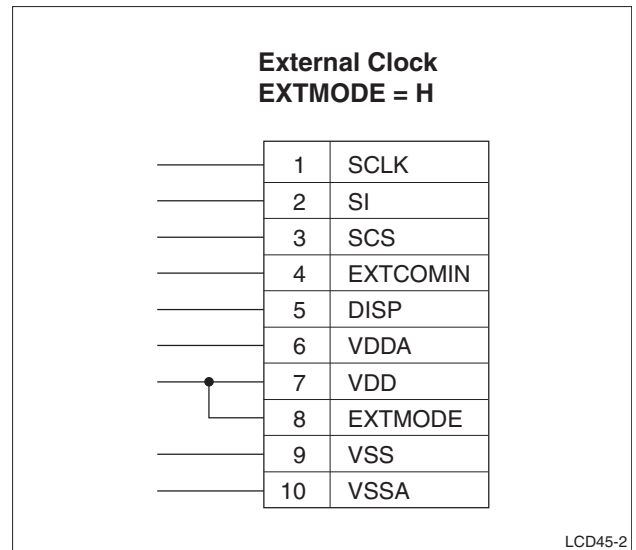 External Clock
EXTMODE = H
1 SCLK
2 SI
3 SCS
4 EXTCOMIN
5 DISP
6 VDDA
7 VDD
8 EXTMODE
9 VSS
10 VSSA
LCD45-2